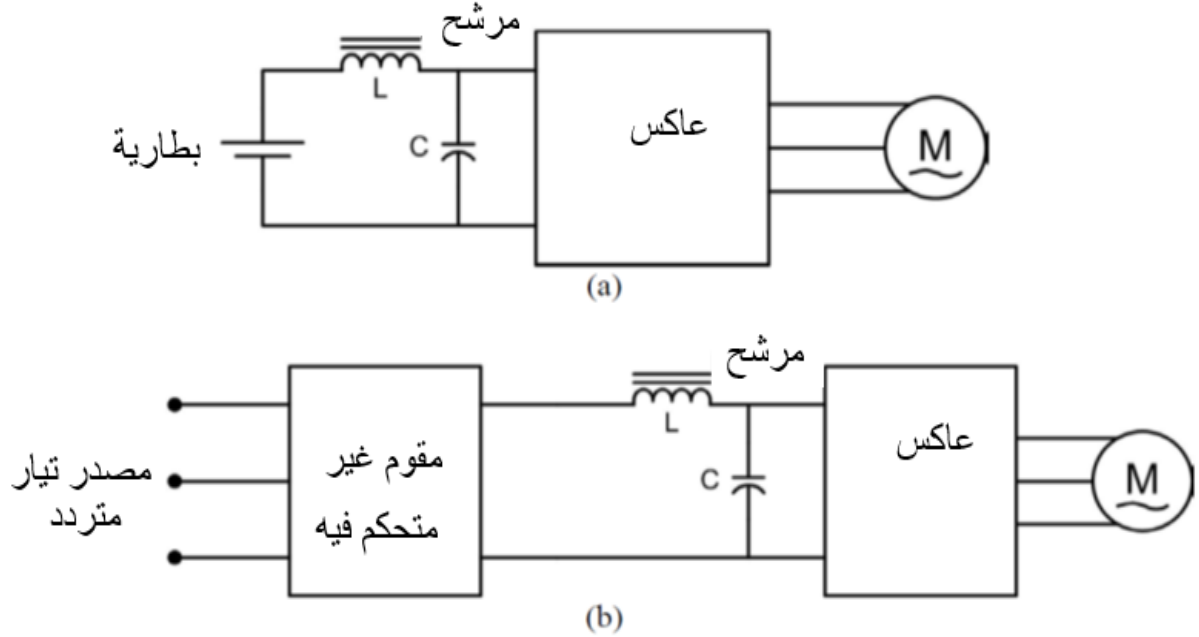 مرشح
L
بطارية
C
عاكس
M
(a)
مرشح
L
مصدر تيار
متردد
مقوم غير
متحكم فيه
C
عاكس
M
(b)